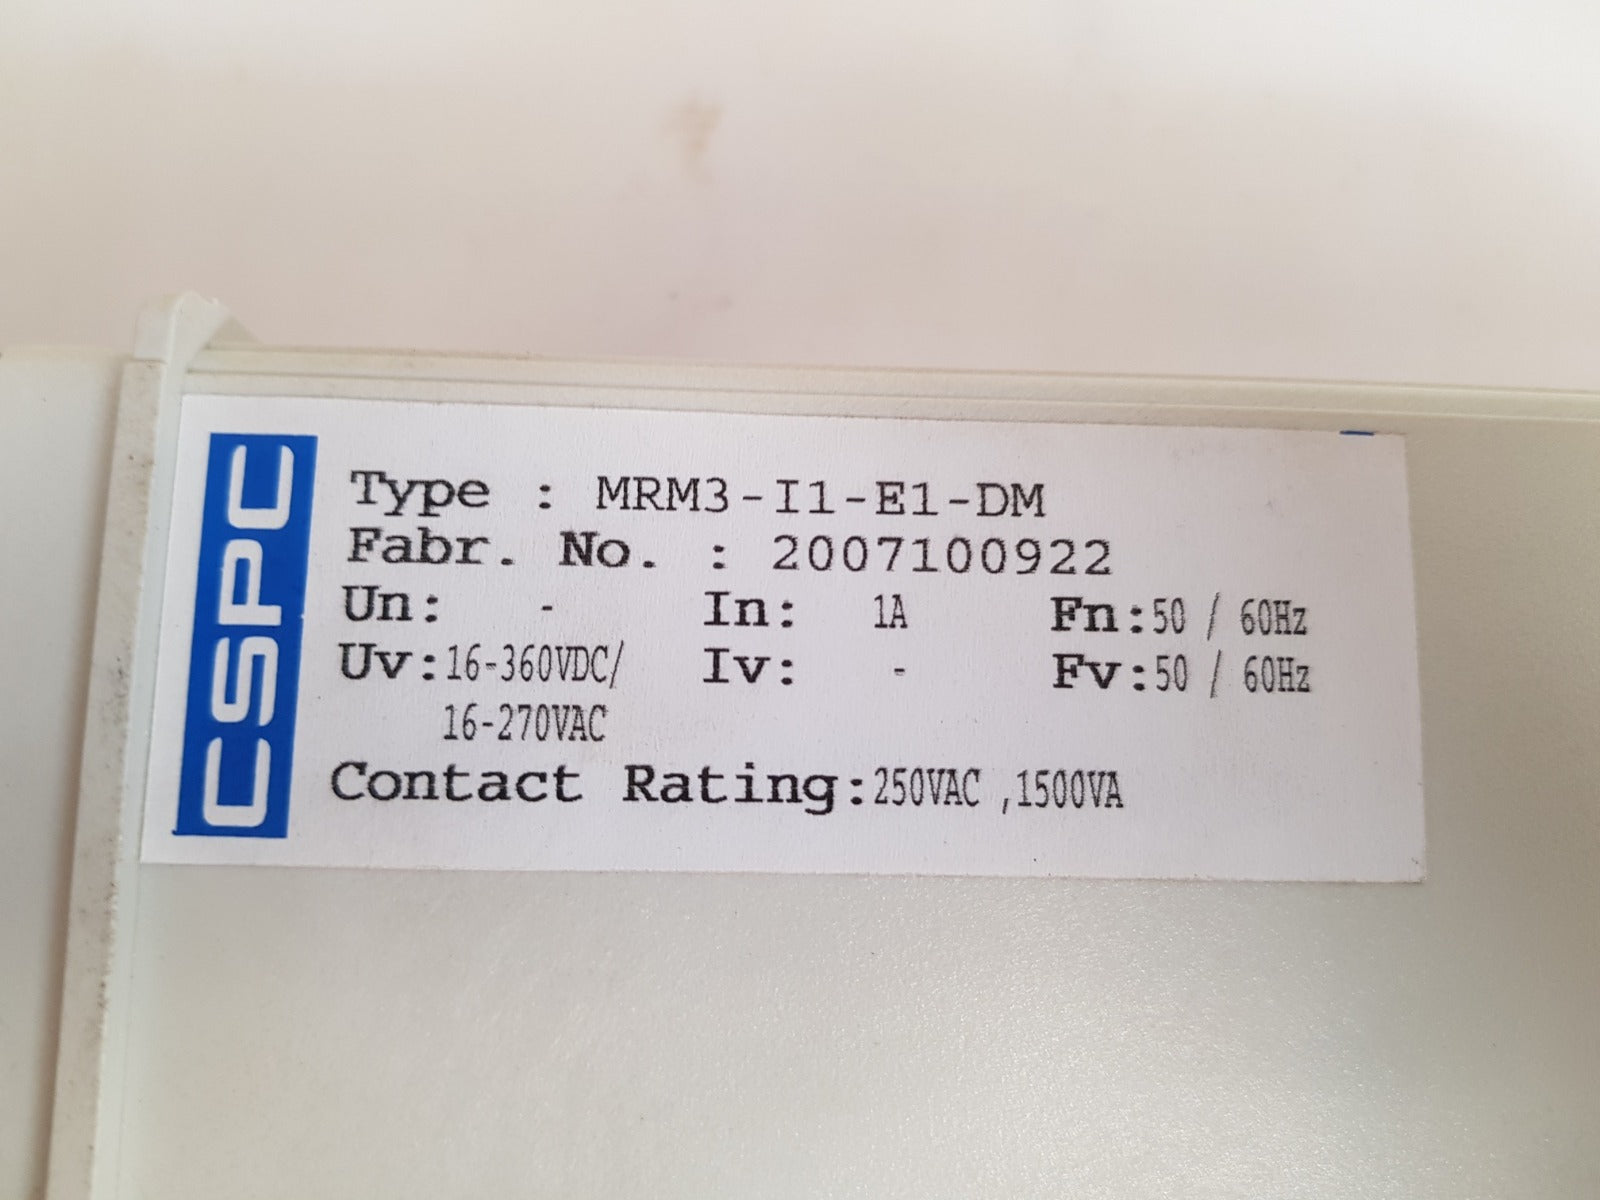 CSPC
Type : MRM3-I1-E1-DM
Fabr. No. : 2007100922
Un: - In: 1A Fn:50 / 60Hz
Uv:16-360VDC/ Iv: - Fv:50 / 60Hz
16-270VAC
Contact Rating:250VAC ,1500VA